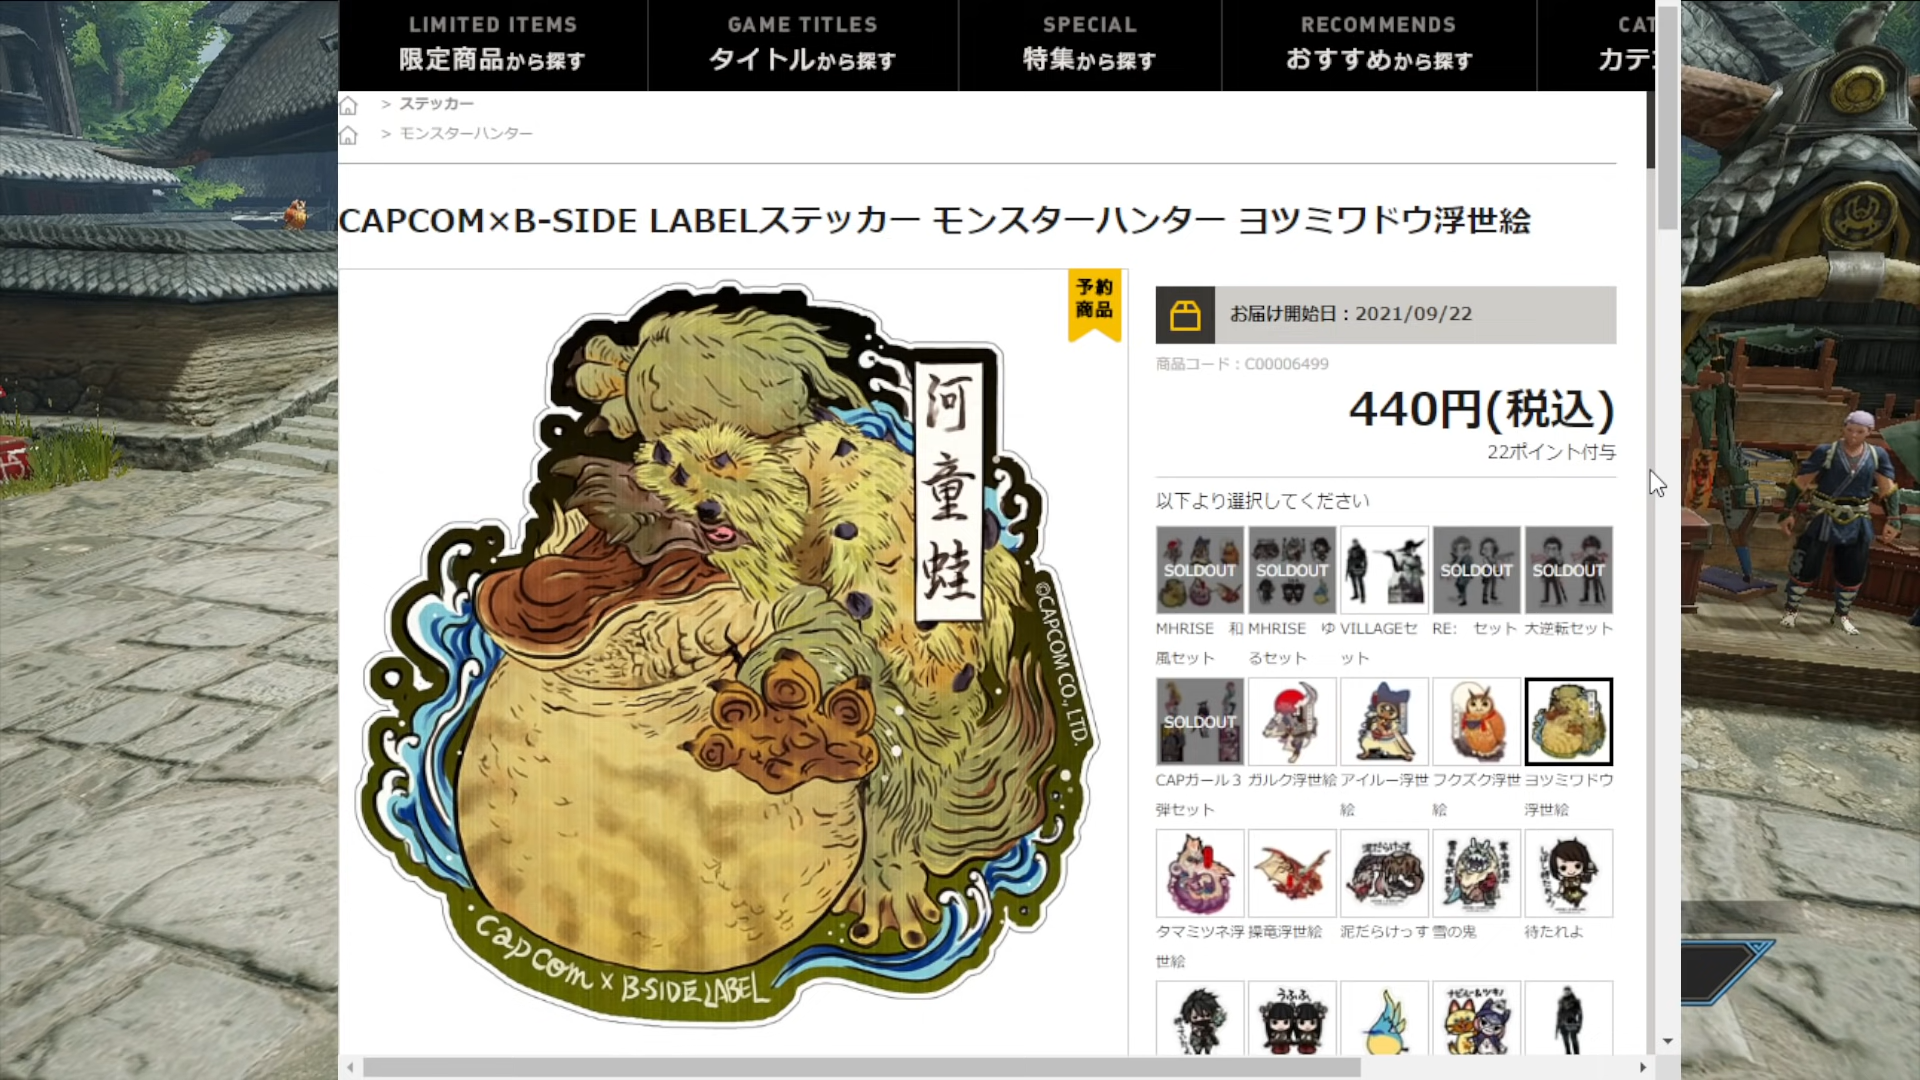 LIMITED ITEMS
限定商品から探す
GAME TITLES
タイトルから探す
SPECIAL
特集から探す
RECOMMENDS
おすすめから探す
CAT
カテ
> ステッカー
> モンスターハンター
CAPCOM×B-SIDE LABELステッカー モンスターハンター ヨツミワドウ浮世絵
予約
商品
河童蛙
©CAPCOM CO., LTD.
capcom × B-SIDE LABEL
お届け開始日：2021/09/22
商品コード：C00006499
440円(税込)
22ポイント付与
以下より選択してください
SOLDOUT
SOLDOUT
SOLDOUT
SOLDOUT
MHRISE 和風セット
MHRISE ゆるセット
VILLAGEセット
RE: セット
大逆転セット
SOLDOUT
CAPガール３弾セット
ガルク浮世絵
アイルー浮世絵
フクズク浮世絵
ヨツミワドウ浮世絵
タマミツネ浮世絵
操竜浮世絵
泥だらけっす
雪の鬼
待たれよ
うふふ